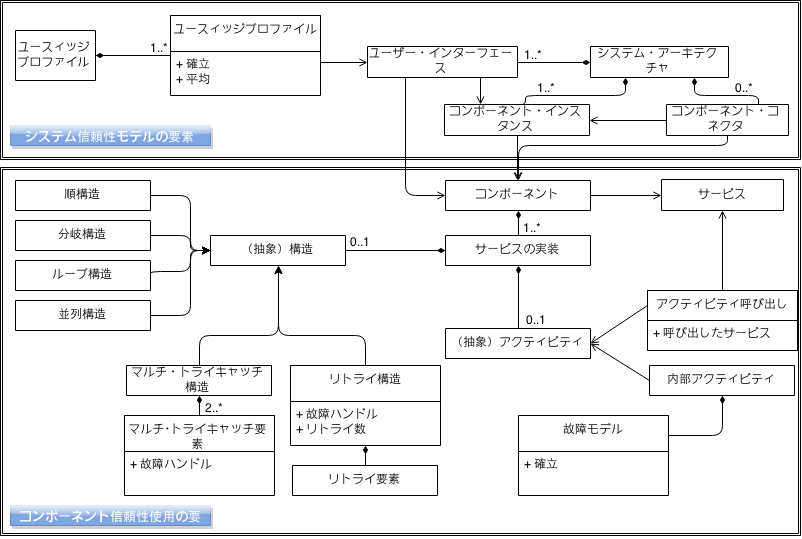 ユースィッジ
プロファイル
1..*
ユースィッジプロファイル
+ 確立
+ 平均
ユーザー・インターフェー
ス
1..*
システム・アーキテク
チャ
1..*
0..*
コンポーネント・インス
タンス
コンポーネント・コ
ネクタ
システム信頼性モデルの要素
順構造
分岐構造
ループ構造
並列構造
（抽象）構造
0..1
コンポーネント
サービス
1..*
サービスの実装
0..1
（抽象）アクティビティ
アクティビティ呼び出し
+ 呼び出したサービス
内部アクティビティ
マルチ・トライキャッチ
構造
2..*
マルチ・トライキャッチ要
素
+ 故障ハンドル
リトライ構造
+ 故障ハンドル
+ リトライ数
リトライ要素
故障モデル
+ 確立
コンポーネント信頼性使用の要